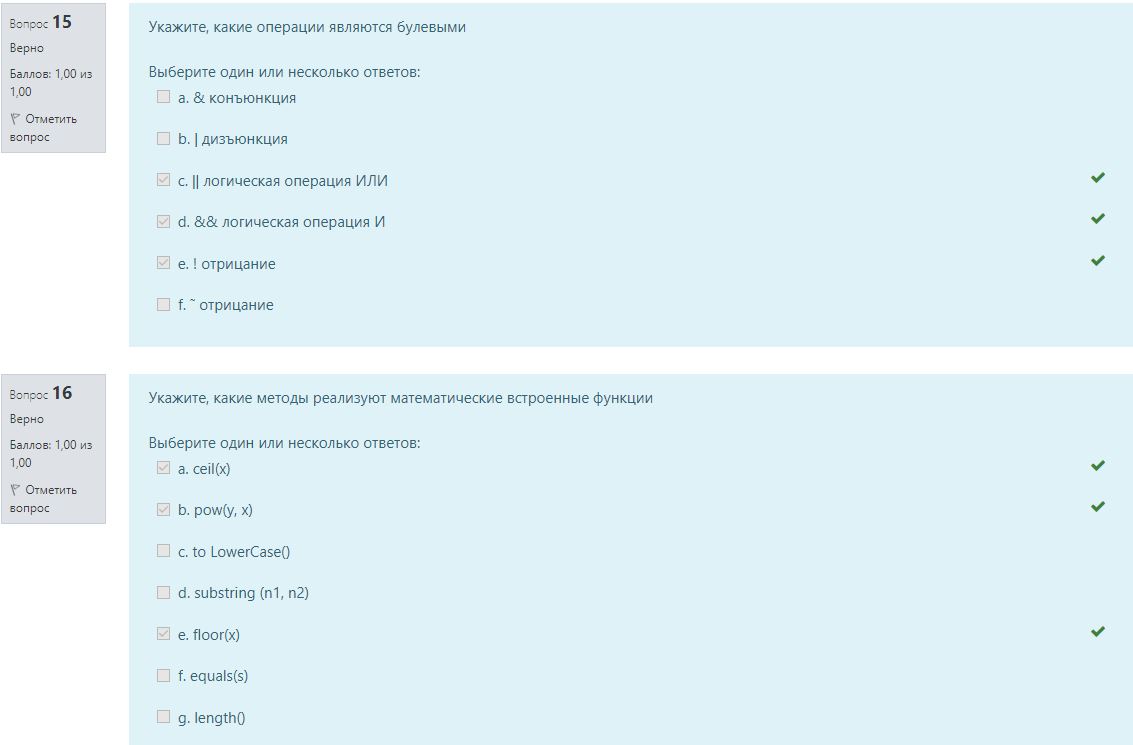 Вопрос 15
Верно
Баллов: 1,00 из
1,00
Отметить
вопрос
Укажите, какие операции являются булевыми
Выберите один или несколько ответов:
a. & конъюнкция
b. | дизъюнкция
c. || логическая операция ИЛИ
d. && логическая операция И
e. ! отрицание
f. ˜ отрицание
Вопрос 16
Верно
Баллов: 1,00 из
1,00
Отметить
вопрос
Укажите, какие методы реализуют математические встроенные функции
Выберите один или несколько ответов:
a. ceil(x)
b. pow(y, x)
c. to LowerCase()
d. substring (n1, n2)
e. floor(x)
f. equals(s)
g. length()